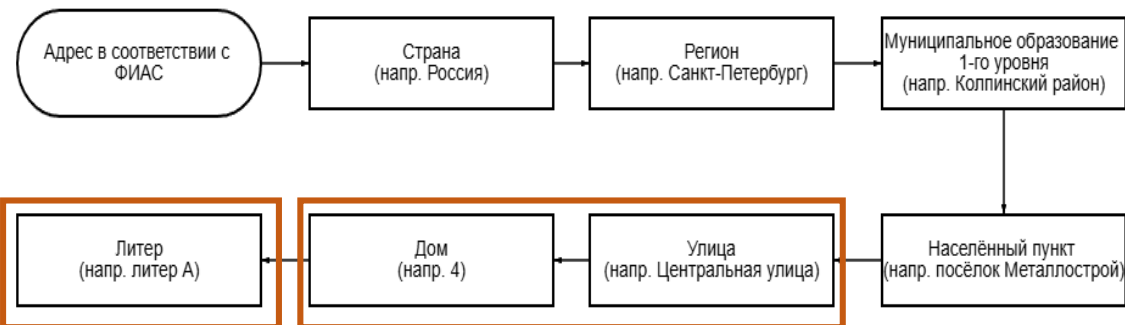 Адрес в соответствии с
ФИАС
Страна
(напр. Россия)
Регион
(напр. Санкт-Петербург)
Муниципальное образование
1-го уровня
(напр. Колпинский район)
Населённый пункт
(напр. посёлок Металлострой)
Улица
(напр. Центральная улица)
Дом
(напр. 4)
Литер
(напр. литер А)